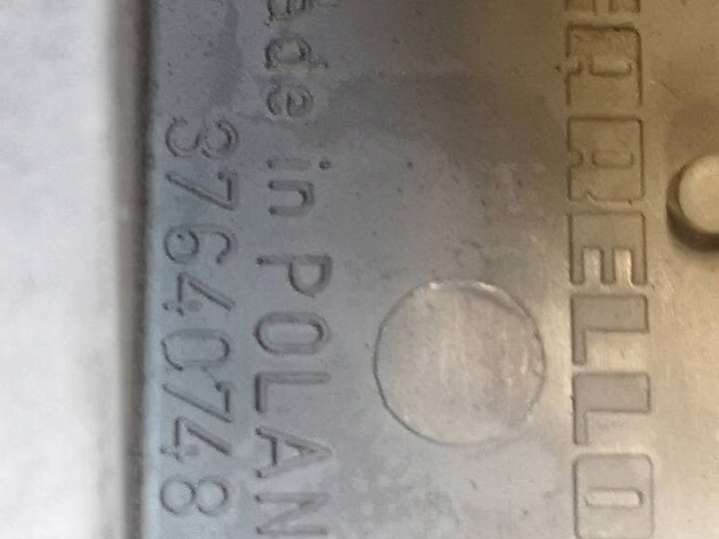 ERRELLO
ade in POLAN
37640748